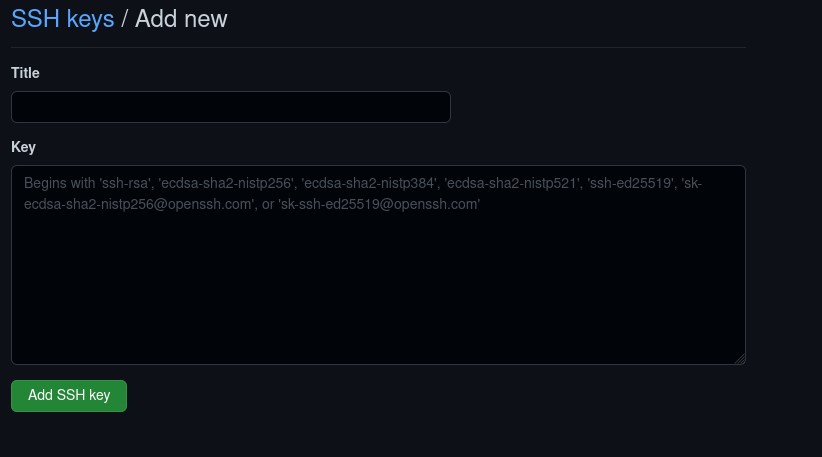 SSH keys / Add new
Title
Key
Begins with 'ssh-rsa', 'ecdsa-sha2-nistp256', 'ecdsa-sha2-nistp384', 'ecdsa-sha2-nistp521', 'ssh-ed25519', 'sk-
ecdsa-sha2-nistp256@openssh.com', or 'sk-ssh-ed25519@openssh.com'
Add SSH key